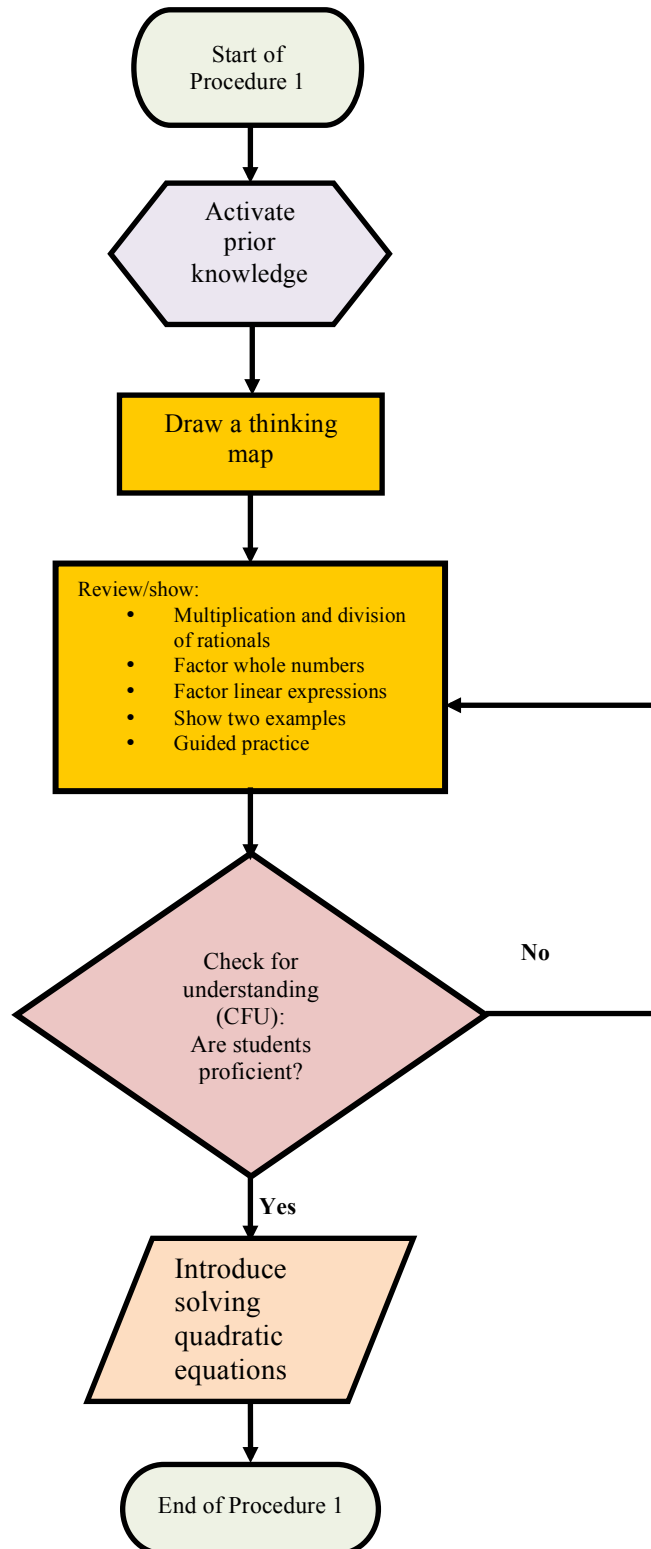 Start of
Procedure 1
Activate
prior
knowledge
Draw a thinking
map
Review/show:
• Multiplication and division
of rationals
• Factor whole numbers
• Factor linear expressions
• Show two examples
• Guided practice
Check for
understanding
(CFU):
Are students
proficient?
No
Yes
Introduce
solving
quadratic
equations
End of Procedure 1